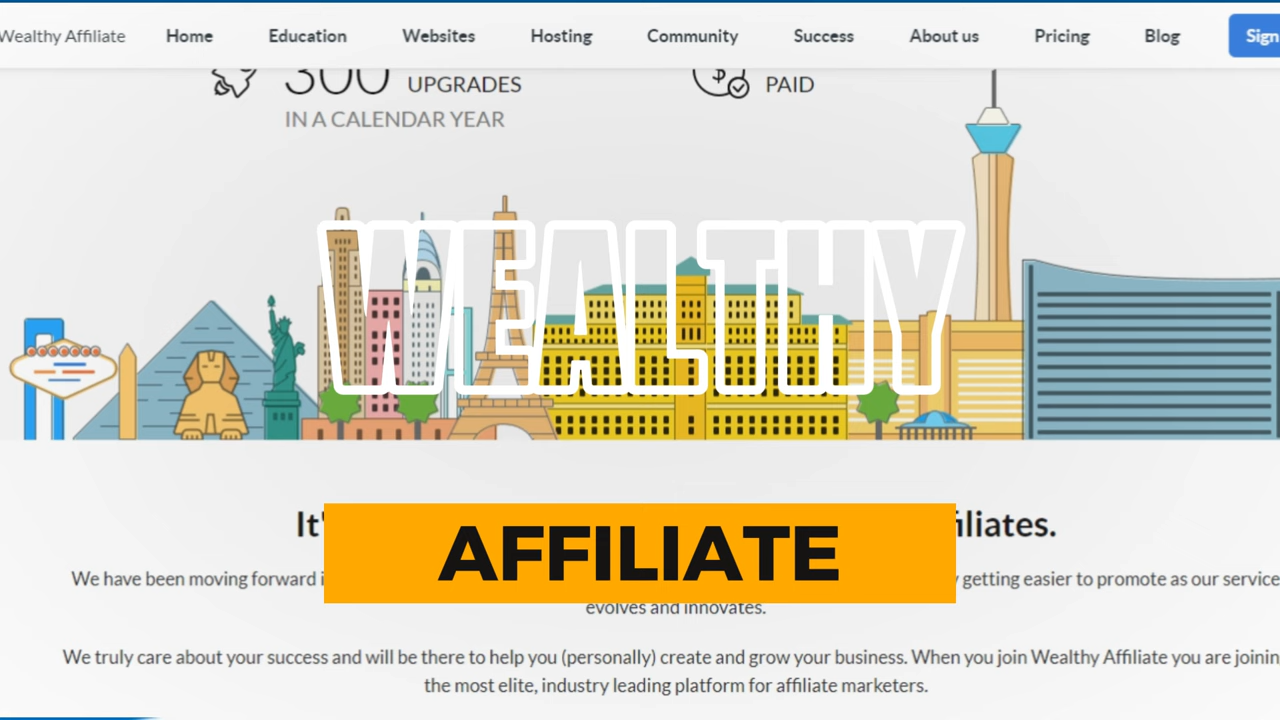 Wealthy Affiliate Home Education Websites Hosting Community Success About us Pricing Blog Sign
300 UPGRADES PAID
IN A CALENDAR YEAR
WEALTHY
It' iliates.
AFFILIATE
We have been moving forward i getting easier to promote as our service
evolves and innovates.
We truly care about your success and will be there to help you (personally) create and grow your business. When you join Wealthy Affiliate you are joinin
the most elite, industry leading platform for affiliate marketers.